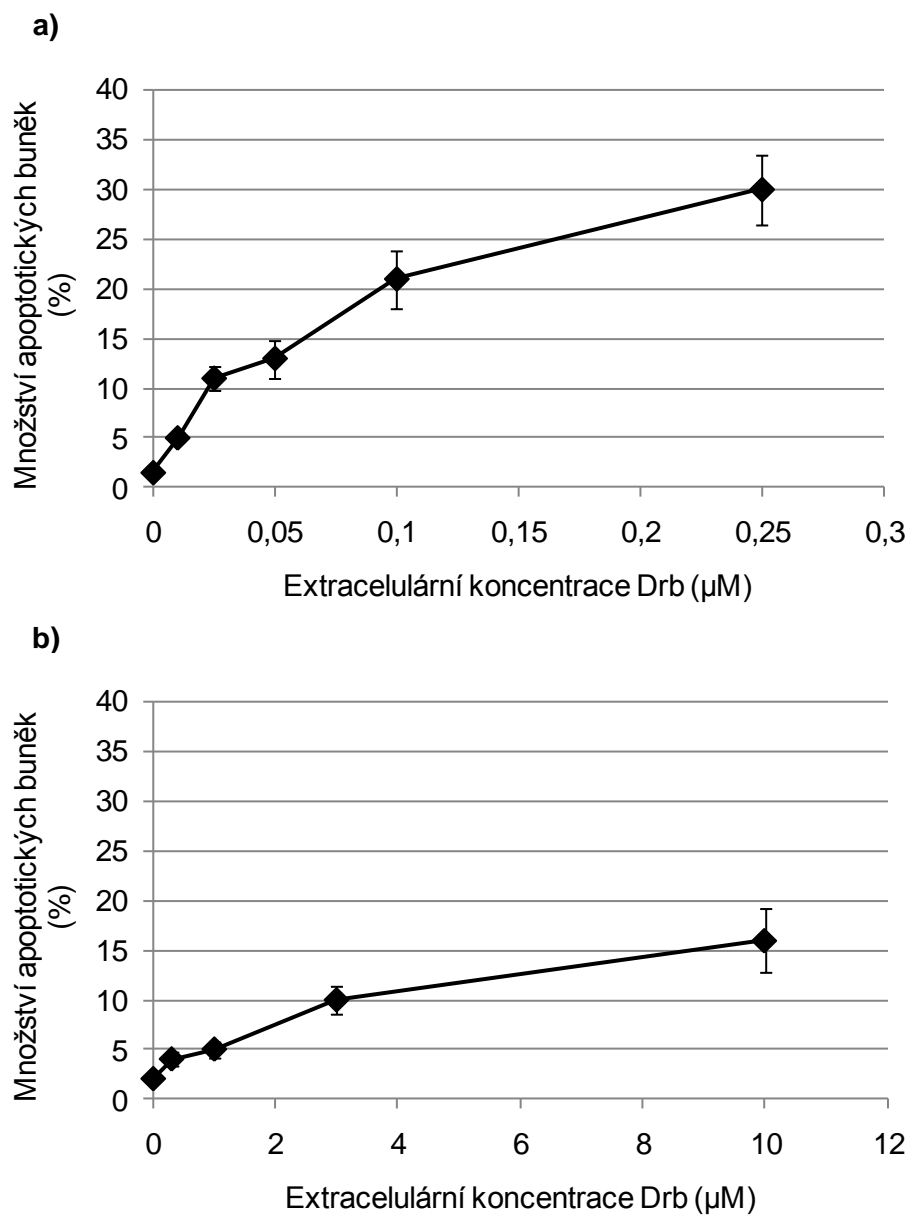 a)
Množství apoptotických buněk
(%)
40
35
30
25
20
15
10
5
0
0 0,05 0,1 0,15 0,2 0,25 0,3
Extracelulární koncentrace Drb (µM)
b)
Množství apoptotických buněk
(%)
40
35
30
25
20
15
10
5
0
0 2 4 6 8 10 12
Extracelulární koncentrace Drb (µM)